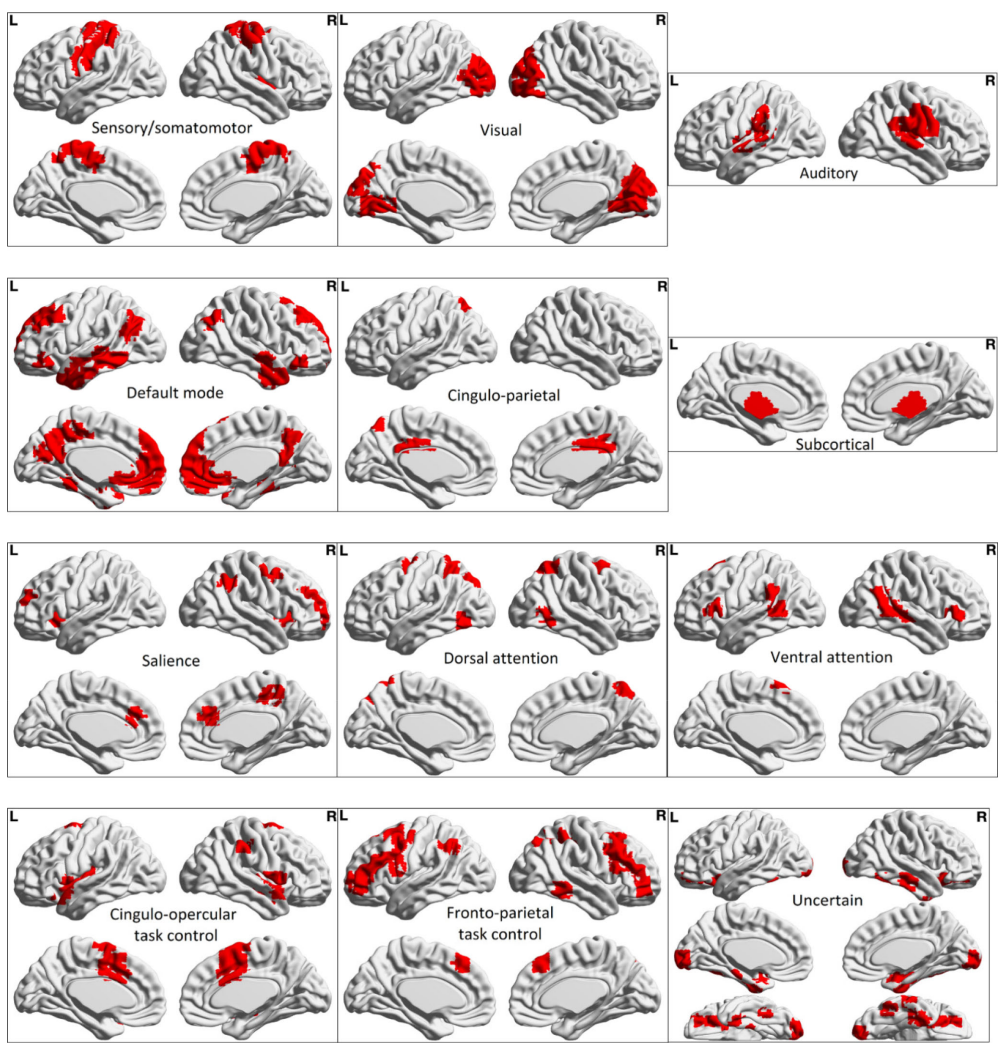 L R L R
L R
Sensory/somatomotor Visual
Auditory
L R L R
L R
Default mode Cingulo-parietal
Subcortical
L R L R L R
Salience Dorsal attention Ventral attention
L R L R L R
Uncertain
Cingulo-opercular Fronto-parietal
task control task control